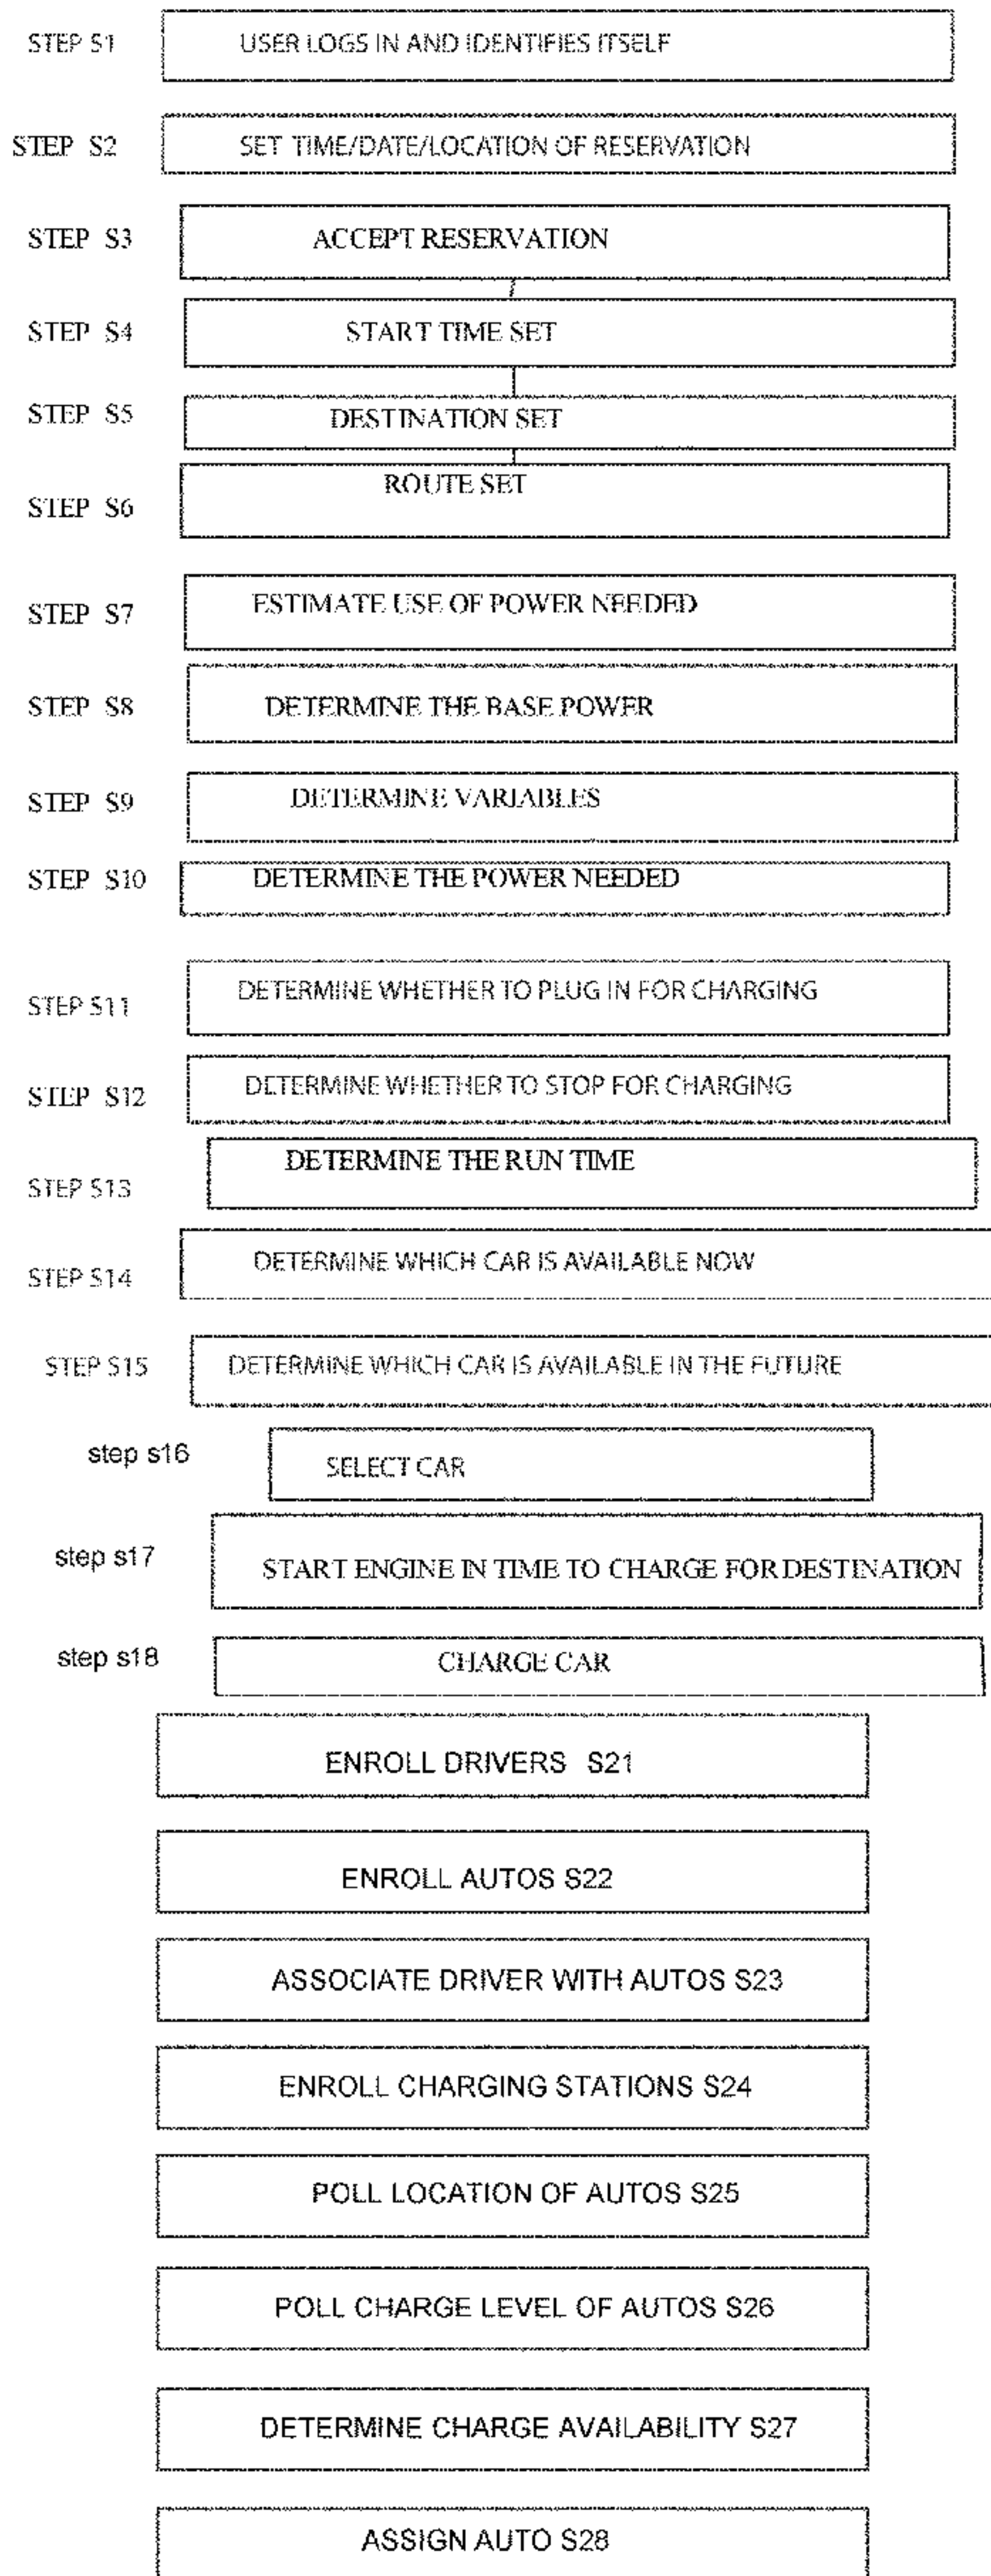 STEP S1 USER LOGS IN AND IDENTIFIES ITSELF
STEP S2 SET TIME/DATE/LOCATION OF RESERVATION
STEP S3 ACCEPT RESERVATION
STEP S4 START TIME SET
STEP S5 DESTINATION SET
STEP S6 ROUTE SET
STEP S7 ESTIMATE USE OF POWER NEEDED
STEP S8 DETERMINE THE BASE POWER
STEP S9 DETERMINE VARIABLES
STEP S10 DETERMINE THE POWER NEEDED
STEP S11 DETERMINE WHETHER TO PLUG IN FOR CHARGING
STEP S12 DETERMINE WHETHER TO STOP FOR CHARGING
STEP S13 DETERMINE THE RUN TIME
STEP S14 DETERMINE WHICH CAR IS AVAILABLE NOW
STEP S15 DETERMINE WHICH CAR IS AVAILABLE IN THE FUTURE
step s16 SELECT CAR
step s17 START ENGINE IN TIME TO CHARGE FOR DESTINATION
step s18 CHARGE CAR
ENROLL DRIVERS S21
ENROLL AUTOS S22
ASSOCIATE DRIVER WITH AUTOS S23
ENROLL CHARGING STATIONS S24
POLL LOCATION OF AUTOS S25
POLL CHARGE LEVEL OF AUTOS S26
DETERMINE CHARGE AVAILABILITY S27
ASSIGN AUTO S28